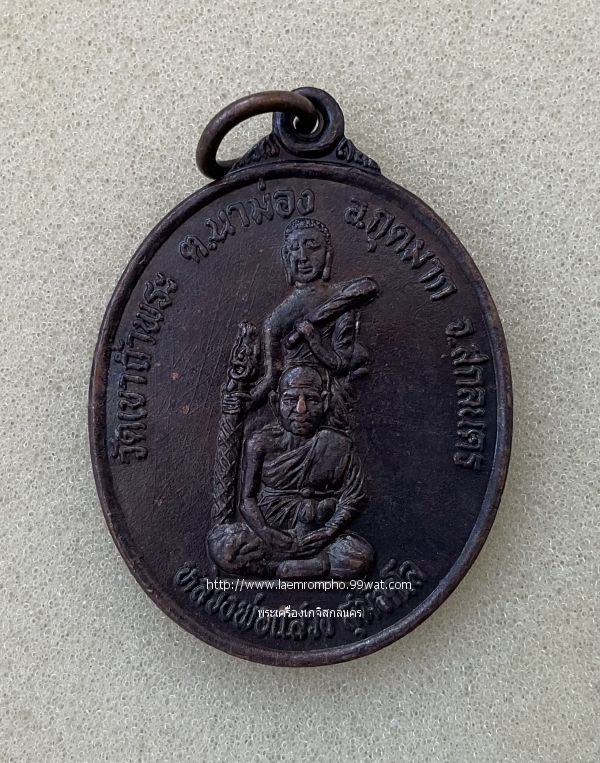 วัดเขาถ้ำพระ ต.นาม่อง อ.กุดบาก จ.สกลนคร
http://www.laemrompho.99wat.com
พระเครื่องเกจิสกลนคร
หลวงพ่อ